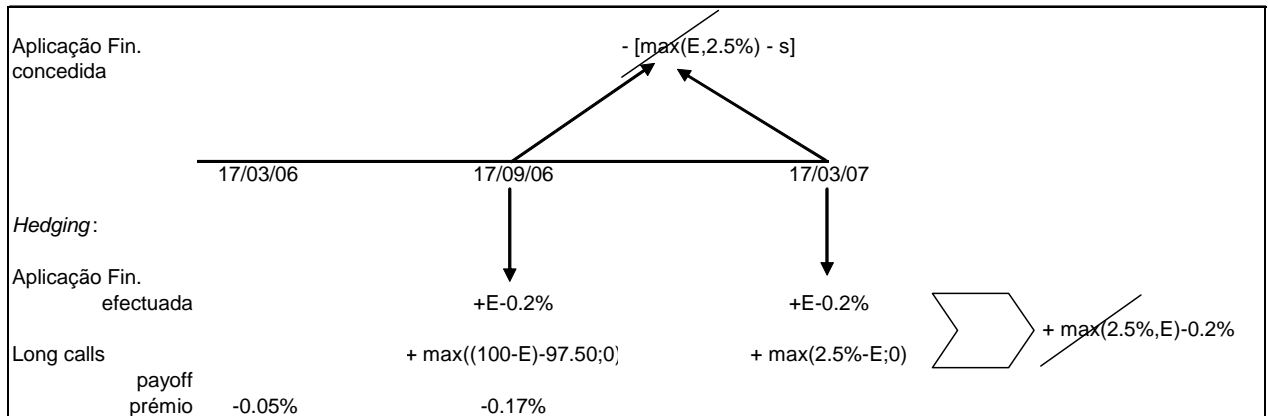 Aplicação Fin.
concedida
- [max(E,2.5%) - s]
17/03/06 17/09/06 17/03/07
Hedging:
Aplicação Fin.
efectuada +E-0.2% +E-0.2%
+ max(2.5%,E)-0.2%
Long calls + max((100-E)-97.50;0) + max(2.5%-E;0)
payoff
prémio -0.05% -0.17%